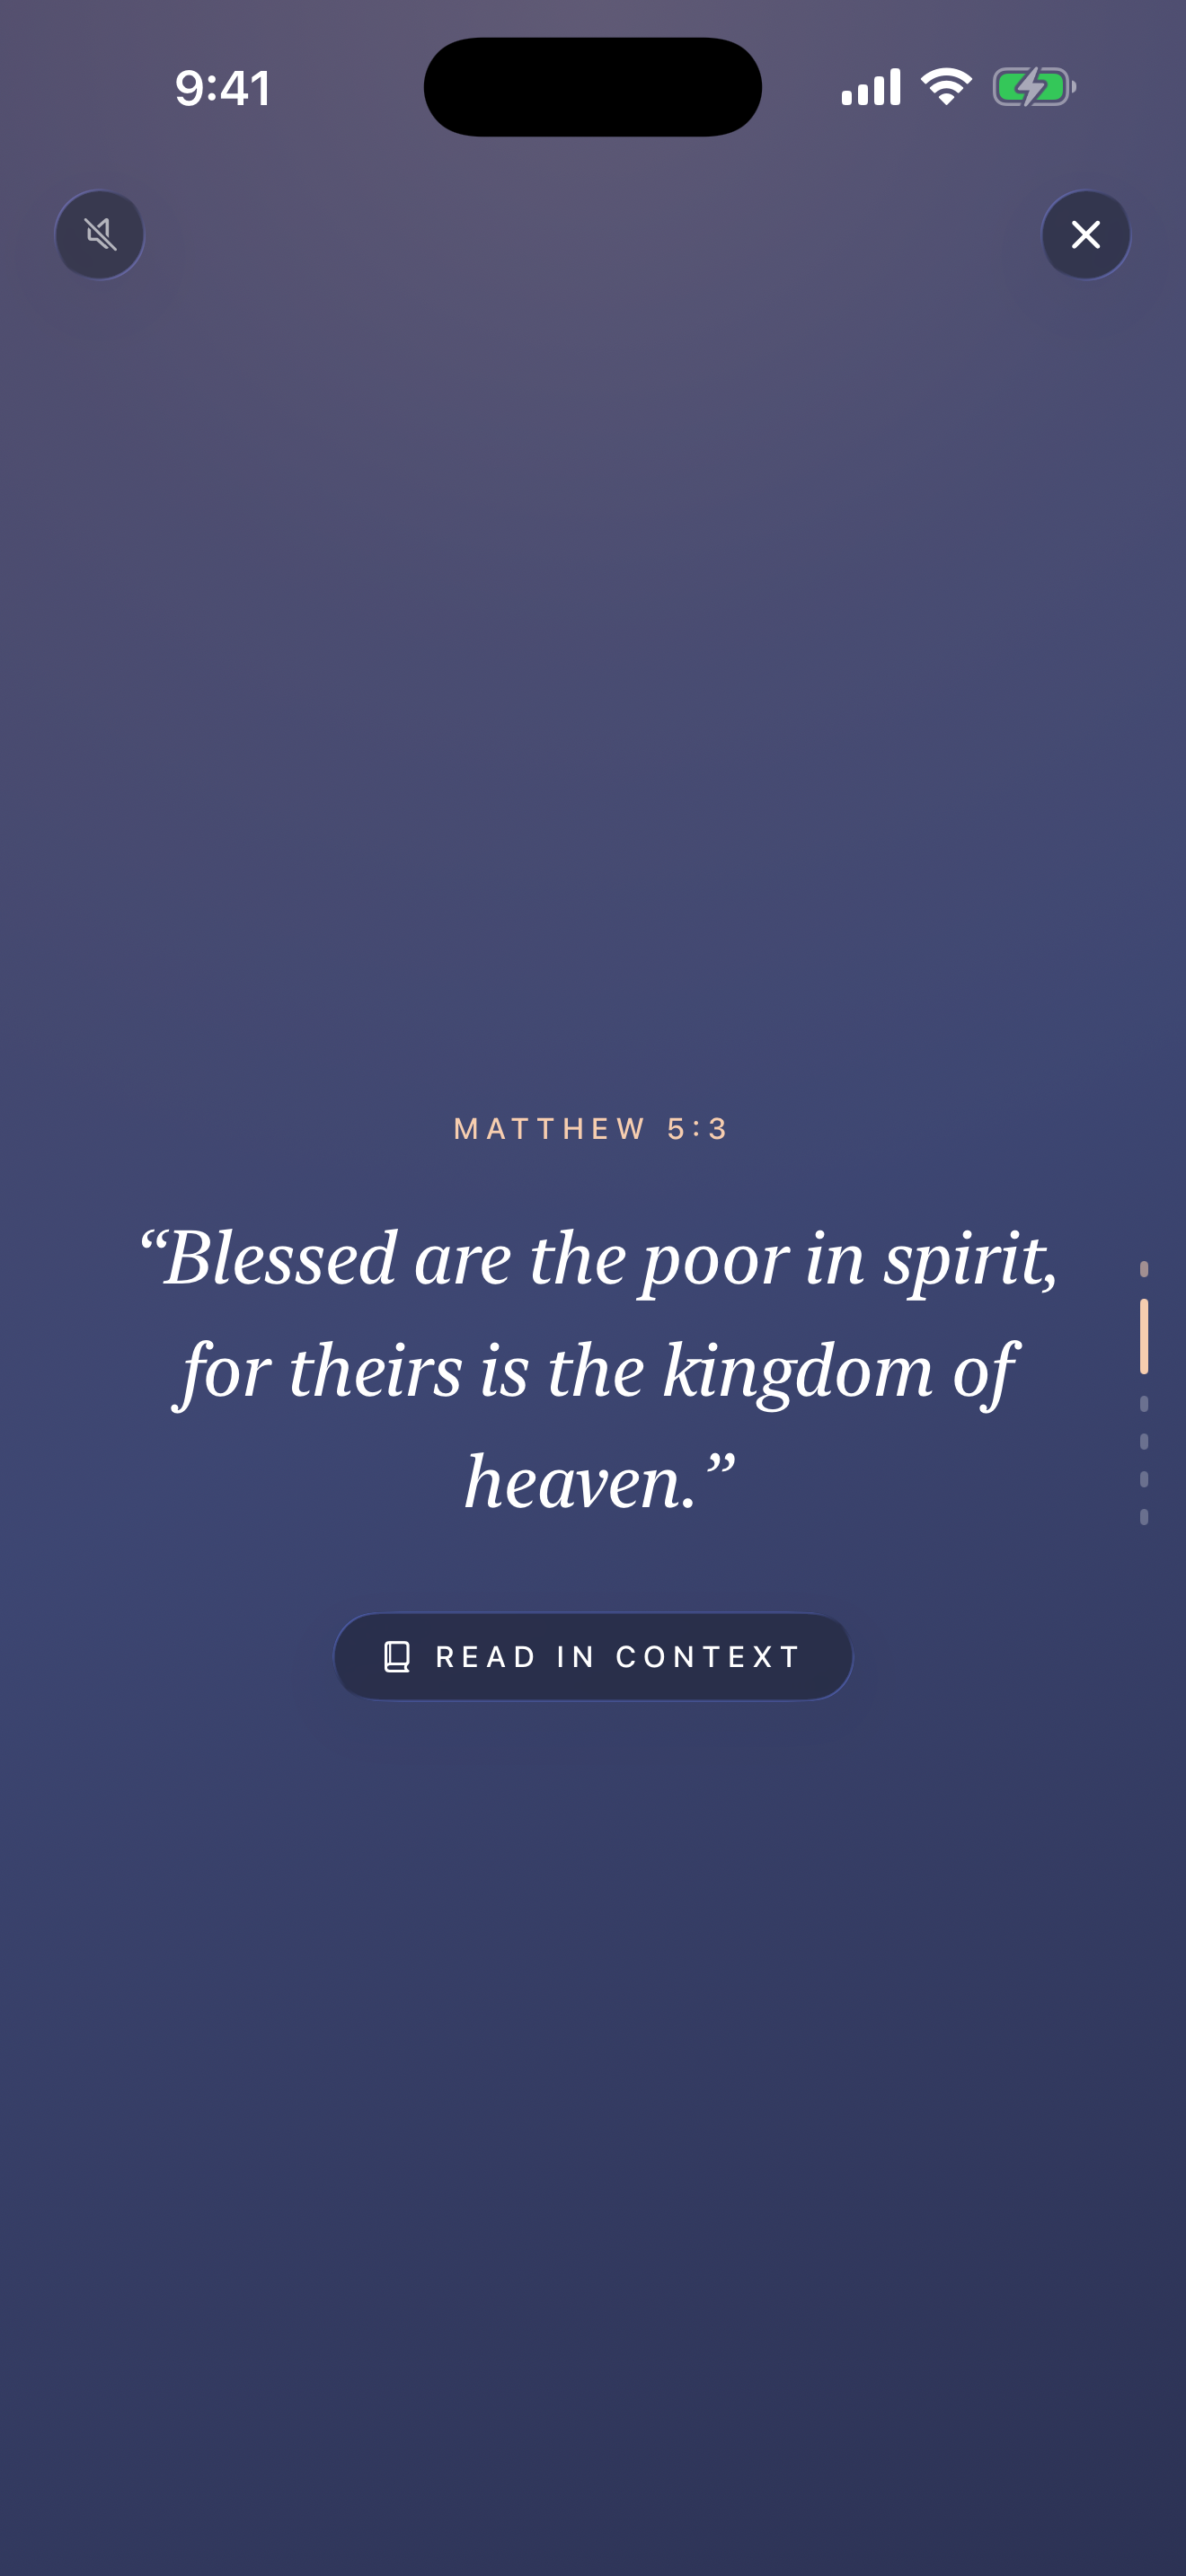 9:41
MATTHEW 5:3
“Blessed are the poor in spirit,
for theirs is the kingdom of
heaven.”
READ IN CONTEXT